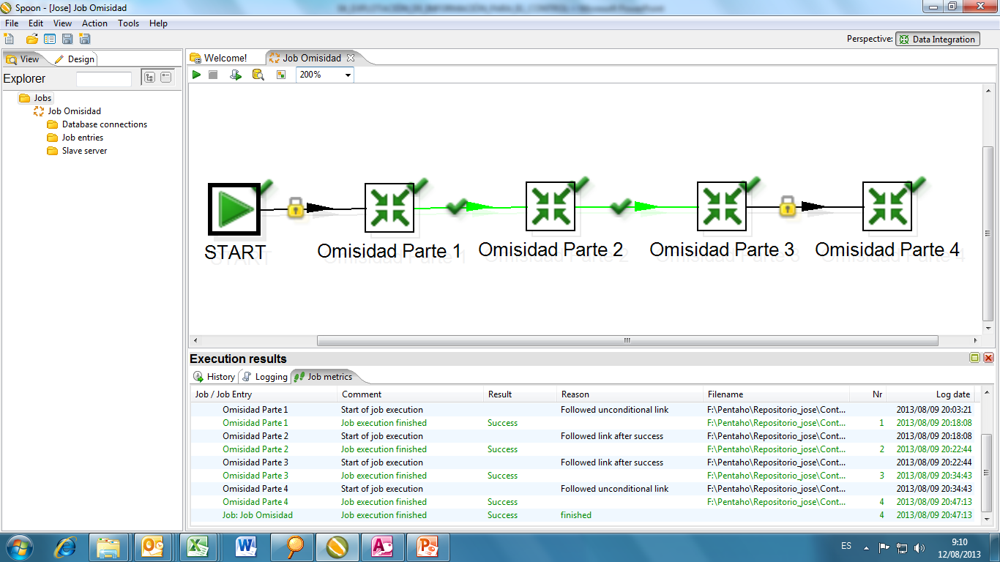 Spoon - [Jose] Job Omisidad
File Edit View Action Tools Help
Perspective: Data Integration
View Design
Welcome! Job Omisidad
Explorer
200%
Jobs
Job Omisidad
Database connections
Job entries
Slave server
START Omisidad Parte 1 Omisidad Parte 2 Omisidad Parte 3 Omisidad Parte 4
Execution results
History Logging Job metrics
Job / Job Entry Comment Result Reason Filename Nr Log date
Omisidad Parte 1 Start of job execution Followed unconditional link F:\Pentaho\Repositorio_jose\Cont... 2013/08/09 20:03:21
Omisidad Parte 1 Job execution finished Success F:\Pentaho\Repositorio_jose\Cont... 1 2013/08/09 20:18:08
Omisidad Parte 2 Start of job execution Followed link after success F:\Pentaho\Repositorio_jose\Cont... 2013/08/09 20:18:08
Omisidad Parte 2 Job execution finished Success F:\Pentaho\Repositorio_jose\Cont... 2 2013/08/09 20:22:44
Omisidad Parte 3 Start of job execution Followed link after success F:\Pentaho\Repositorio_jose\Cont... 2013/08/09 20:22:44
Omisidad Parte 3 Job execution finished Success F:\Pentaho\Repositorio_jose\Cont... 3 2013/08/09 20:34:43
Omisidad Parte 4 Start of job execution Followed unconditional link F:\Pentaho\Repositorio_jose\Cont... 2013/08/09 20:34:43
Omisidad Parte 4 Job execution finished Success F:\Pentaho\Repositorio_jose\Cont... 4 2013/08/09 20:47:13
Job: Job Omisidad Job execution finished Success finished 4 2013/08/09 20:47:13
ES 9:10
12/08/2013